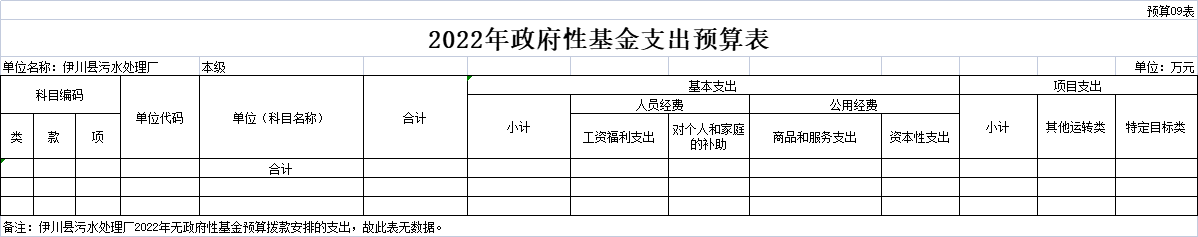 预算09表
2022年政府性基金支出预算表
单位名称：伊川县污水处理厂 本级 单位：万元
科目编码 单位代码 单位（科目名称） 合计 基本支出 项目支出
类 款 项 小计 人员经费 公用经费 小计 其他运转类 特定目标类
工资福利支出 对个人和家庭 商品和服务支出 资本性支出
的补助
合计
备注：伊川县污水处理厂2022年无政府性基金预算拨款安排的支出，故此表无数据。